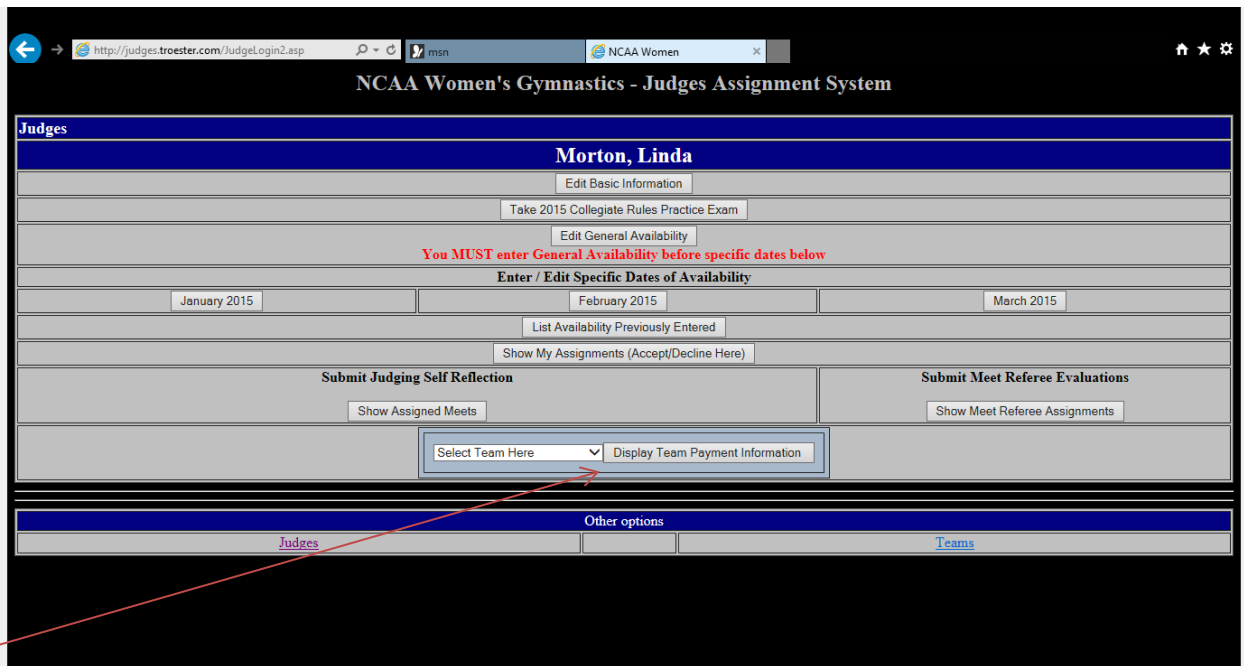 http://judges.troester.com/JudgeLogin2.asp
msn
NCAA Women
NCAA Women's Gymnastics - Judges Assignment System
Judges
Morton, Linda
Edit Basic Information
Take 2015 Collegiate Rules Practice Exam
Edit General Availability
You MUST enter General Availability before specific dates below
Enter / Edit Specific Dates of Availability
January 2015 February 2015 March 2015
List Availability Previously Entered
Show My Assignments (Accept/Decline Here)
Submit Judging Self Reflection Submit Meet Referee Evaluations
Show Assigned Meets Show Meet Referee Assignments
Select Team Here Display Team Payment Information
Other options
Judges Teams